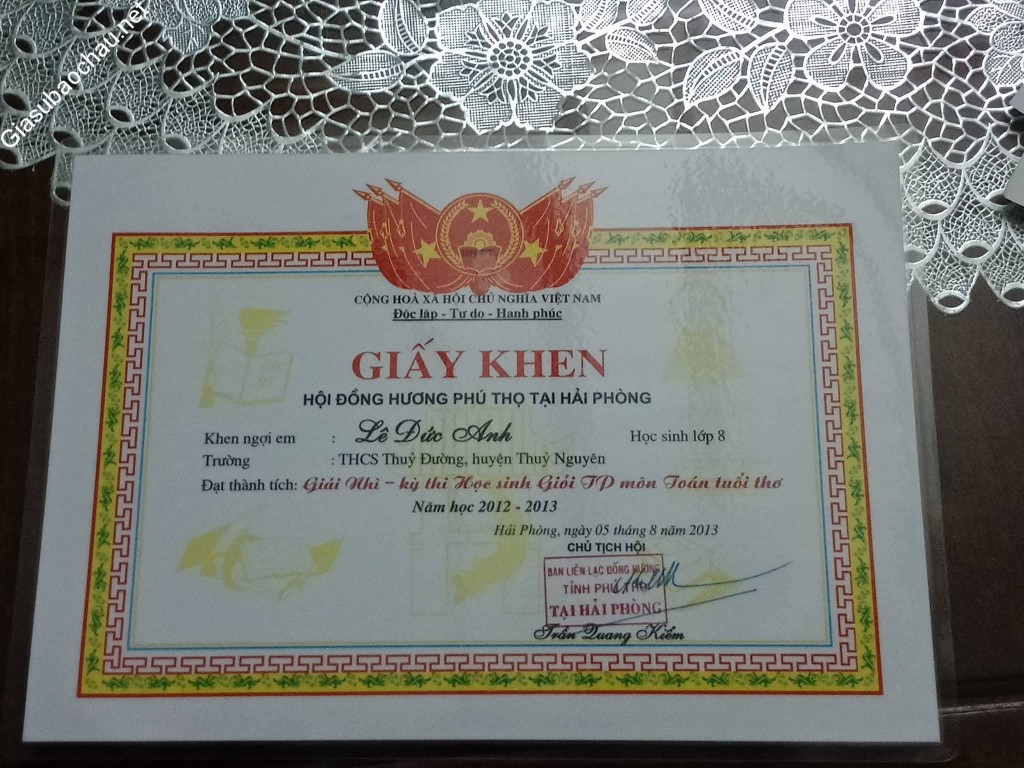 Giasubaochau.net
CỘNG HOÀ XÃ HỘI CHỦ NGHĨA VIỆT NAM
Độc lập - Tự do - Hạnh phúc
GIẤY KHEN
HỘI ĐỒNG HƯƠNG PHÚ THỌ TẠI HẢI PHÒNG
Khen ngợi em : Lê Đức Anh Học sinh lớp 8
Trường : THCS Thuỷ Đường, huyện Thuỷ Nguyên
Đạt thành tích: Giải Nhì – kỳ thi Học sinh Giỏi TP môn Toán tuổi thơ
Năm học 2012 - 2013
Hải Phòng, ngày 05 tháng 8 năm 2013
CHỦ TỊCH HỘI
BAN LIÊN LẠC ĐỒNG HƯƠNG
TỈNH PHÚ THỌ
TẠI HẢI PHÒNG
Trần Quang Kiểm